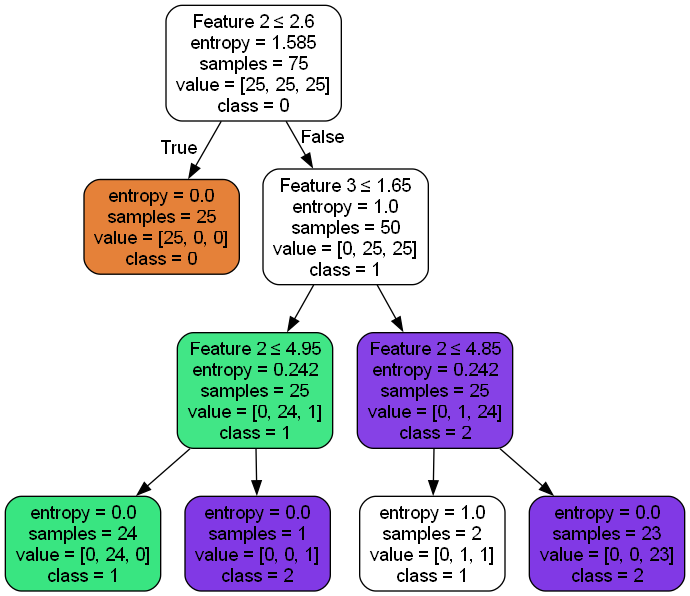 Feature 2 ≤ 2.6
entropy = 1.585
samples = 75
value = [25, 25, 25]
class = 0
True
False
entropy = 0.0
samples = 25
value = [25, 0, 0]
class = 0
Feature 3 ≤ 1.65
entropy = 1.0
samples = 50
value = [0, 25, 25]
class = 1
Feature 2 ≤ 4.95
entropy = 0.242
samples = 25
value = [0, 24, 1]
class = 1
Feature 2 ≤ 4.85
entropy = 0.242
samples = 25
value = [0, 1, 24]
class = 2
entropy = 0.0
samples = 24
value = [0, 24, 0]
class = 1
entropy = 0.0
samples = 1
value = [0, 0, 1]
class = 2
entropy = 1.0
samples = 2
value = [0, 1, 1]
class = 1
entropy = 0.0
samples = 23
value = [0, 0, 23]
class = 2